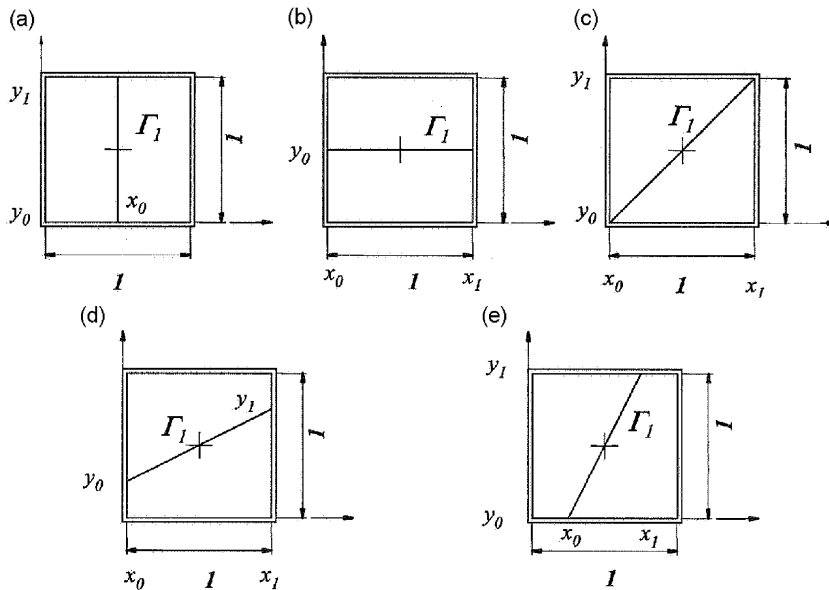 (a)
y₁
Γ₁
1
y₀
x₀
1
(b)
Γ₁
1
y₀
x₀
1
x₁
(c)
Γ₁
1
y₀
x₀
1
x₁
(d)
y₁
Γ₁
1
y₀
x₀
1
x₁
(e)
y₁
Γ₁
1
y₀
x₀
x₁
1